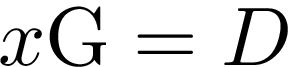 xG = D